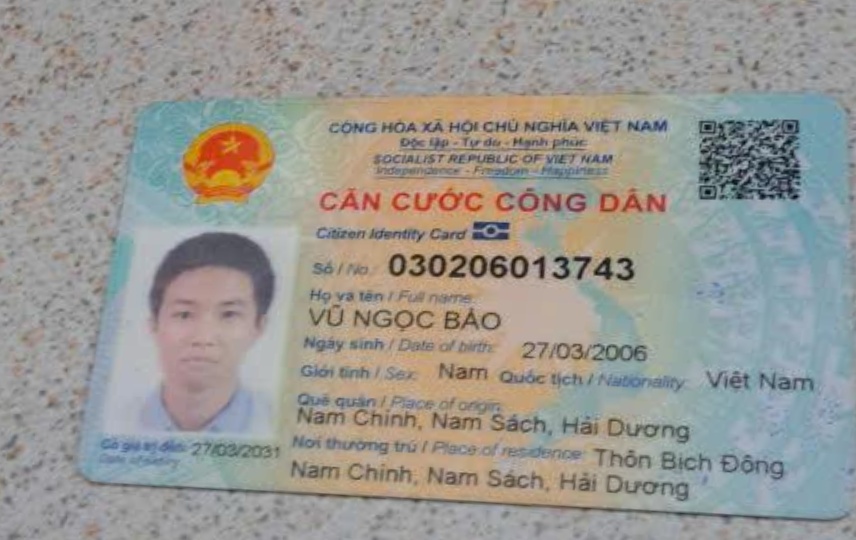 CỘNG HÒA XÃ HỘI CHỦ NGHĨA VIỆT NAM
Độc lập - Tự do - Hạnh phúc
SOCIALIST REPUBLIC OF VIET NAM
Independence - Freedom - Happiness
CĂN CƯỚC CÔNG DÂN
Citizen Identity Card
Số / No.: 030206013743
Họ và tên / Full name:
VŨ NGỌC BẢO
Ngày sinh / Date of birth: 27/03/2006
Giới tính / Sex: Nam Quốc tịch / Nationality: Việt Nam
Quê quán / Place of origin:
Nam Chính, Nam Sách, Hải Dương
Nơi thường trú / Place of residence: Thôn Bịch Đông
Nam Chính, Nam Sách, Hải Dương
Có giá trị đến: 27/03/2031
Date of expiry